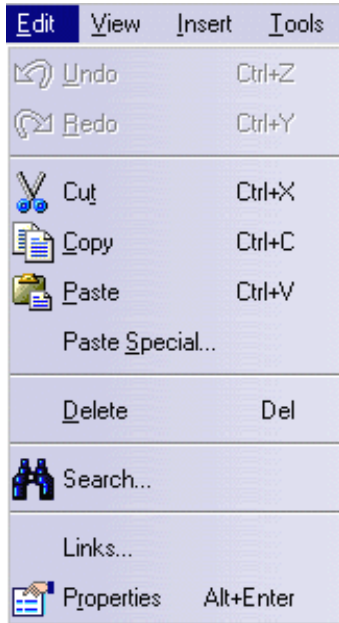 Edit View Insert Tools
Undo Ctrl+Z
Redo Ctrl+Y
Cut Ctrl+X
Copy Ctrl+C
Paste Ctrl+V
Paste Special...
Delete Del
Search...
Links...
Properties Alt+Enter